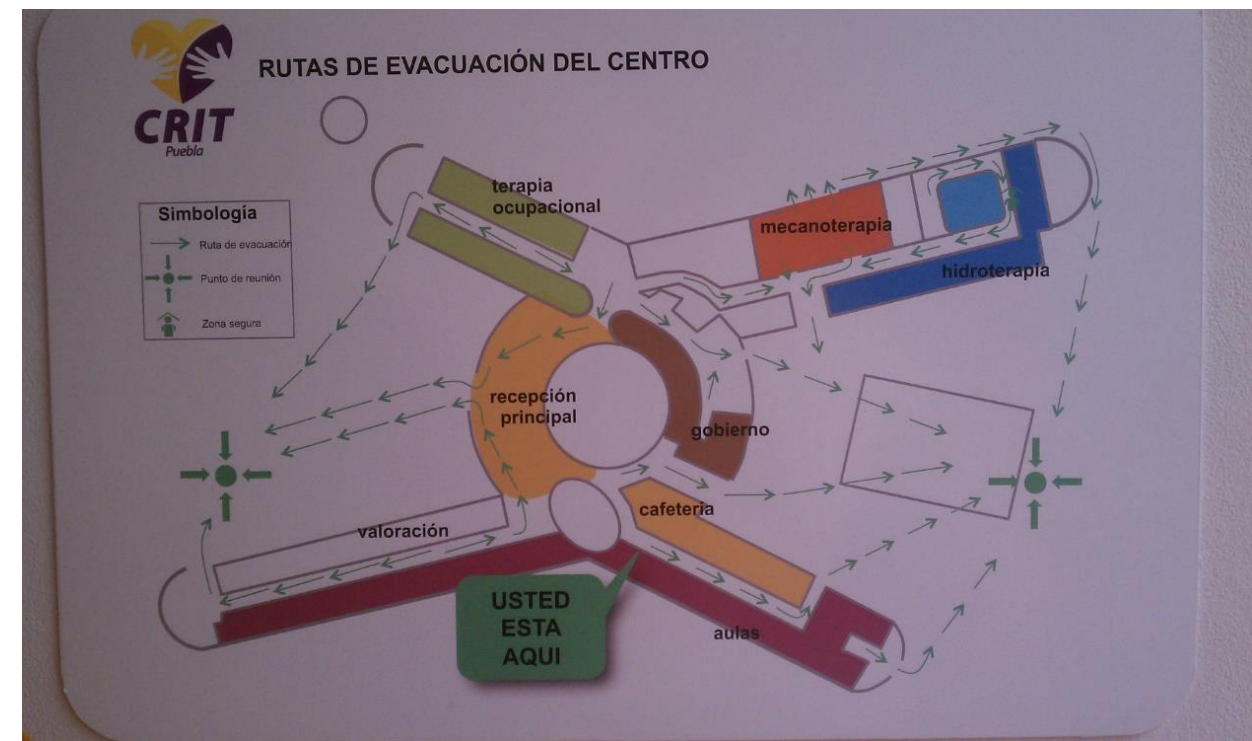 RUTAS DE EVACUACIÓN DEL CENTRO
CRIT
Puebla
Simbología
Ruta de evacuación
Punto de reunión
Zona segura
terapia
ocupacional
mecanoterapia
hidroterapia
recepción
principal
gobierno
cafeteria
valoración
USTED
ESTA
AQUI
aulas